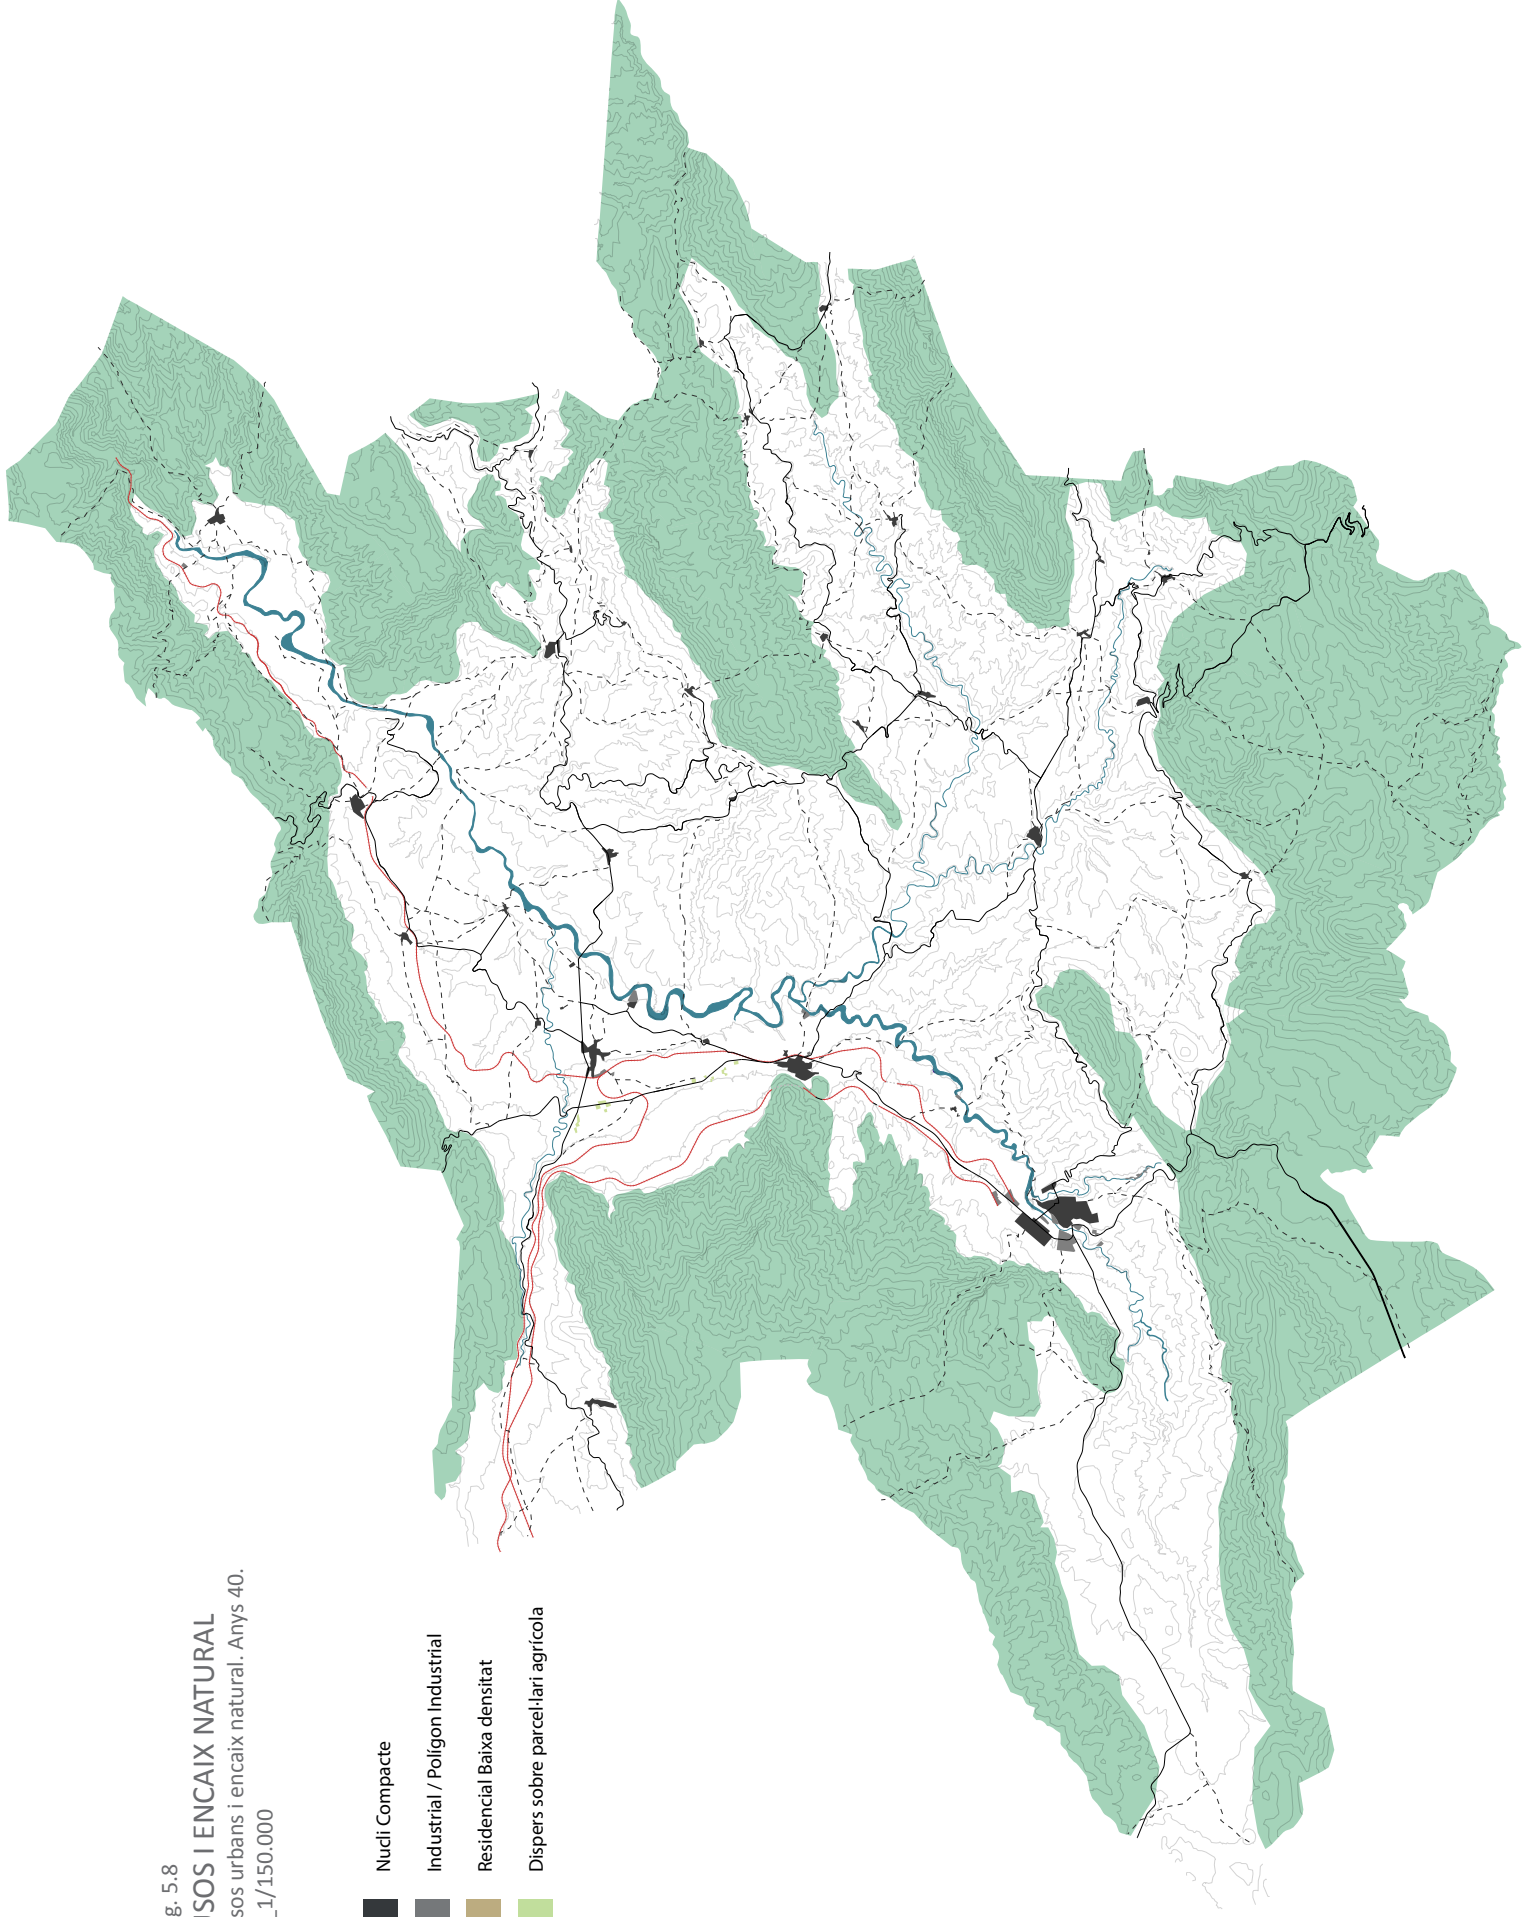 g. 5.8
SOS I ENCAIX NATURAL
sos urbans i encaix natural. Anys 40.
_1/150.000
Nucli Compacte
Industrial / Polígon Industrial
Residencial Baixa densitat
Dispers sobre parcel·lari agrícola